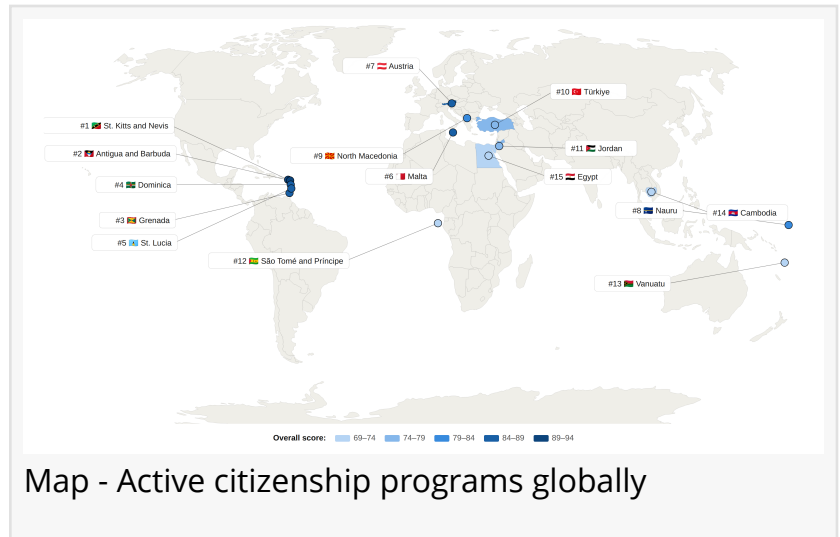 #7 Austria
#10 Türkiye
#1 St. Kitts and Nevis
#2 Antigua and Barbuda
#9 North Macedonia
#11 Jordan
#4 Dominica
#6 Malta
#15 Egypt
#3 Grenada
#8 Nauru
#14 Cambodia
#5 St. Lucia
#12 São Tomé and Príncipe
#13 Vanuatu
Overall score: 69–74 74–79 79–84 84–89 89–94
Map - Active citizenship programs globally